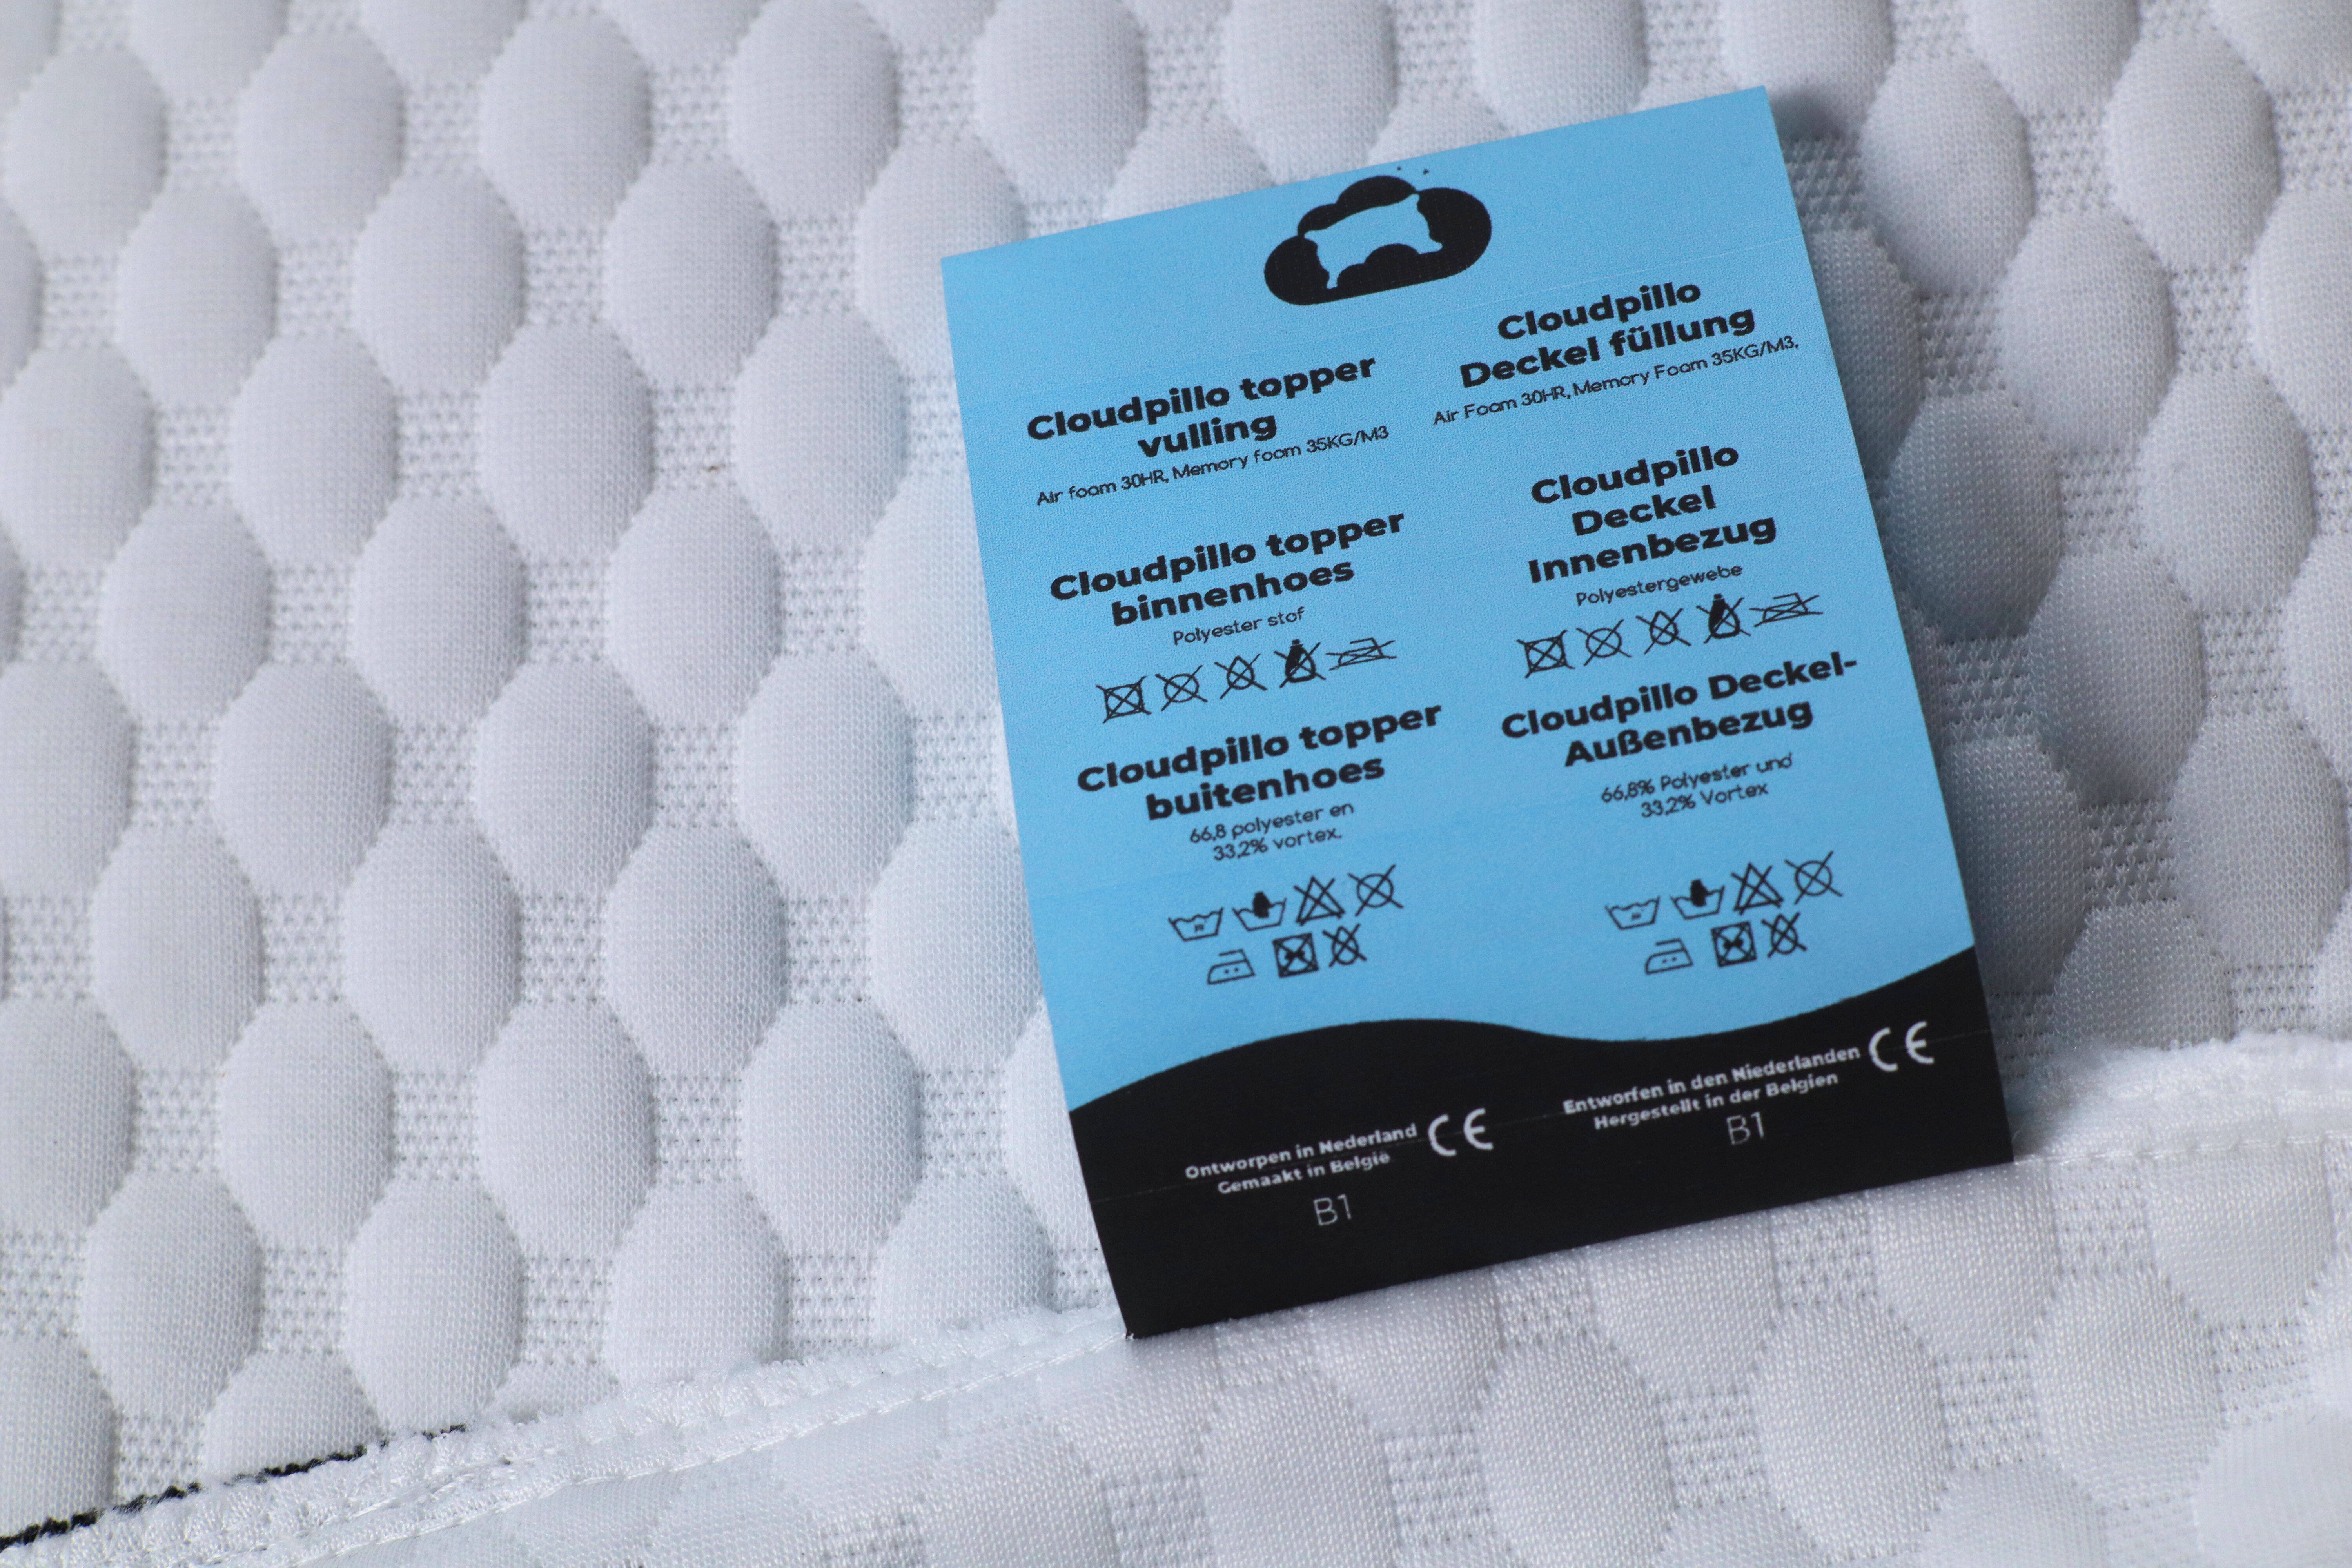 Cloudpillo topper
vulling
Air foam 30HR, Memory foam 35KG/M3
Cloudpillo topper
binnenhoes
Polyester stof
Cloudpillo topper
buitenhoes
66,8 polyester en
33,2% vortex.
Ontworpen in Nederland
Gemaakt in België
CE
B1
Cloudpillo
Deckel füllung
Air Foam 30HR, Memory Foam 35KG/M3,
Cloudpillo
Deckel
Innenbezug
Polyestergewebe
Cloudpillo Deckel-
Außenbezug
66,8% Polyester und
33,2% Vortex
Entworfen in den Niederlanden
Hergestellt in der Belgien
CE
B1